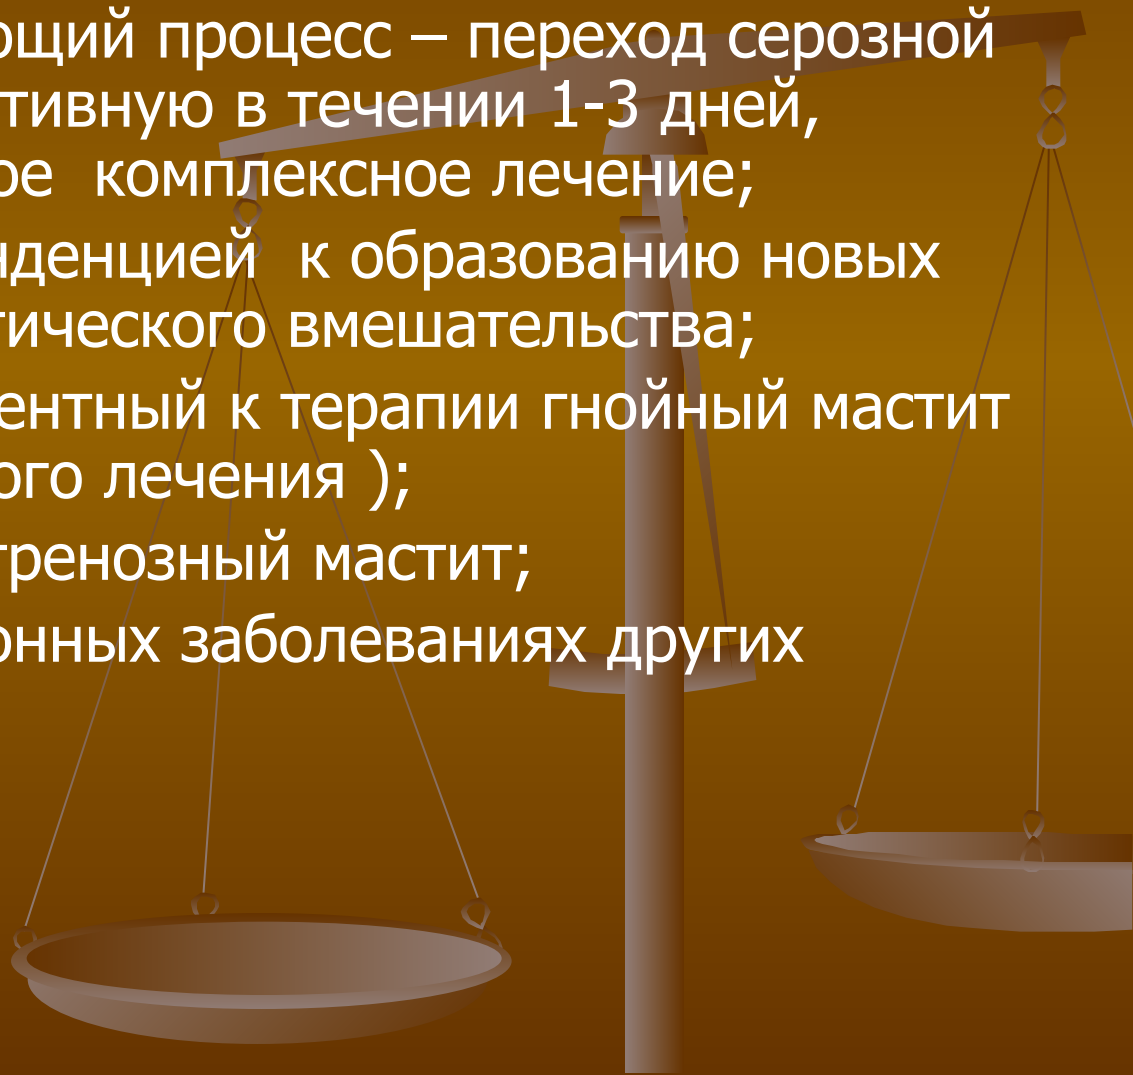 ющий процесс – переход серозной
тивную в течении 1-3 дней,
ое комплексное лечение;
нденцией к образованию новых
гического вмешательства;
ентный к терапии гнойный мастит
ого лечения );
гренозный мастит;
онных заболеваниях других